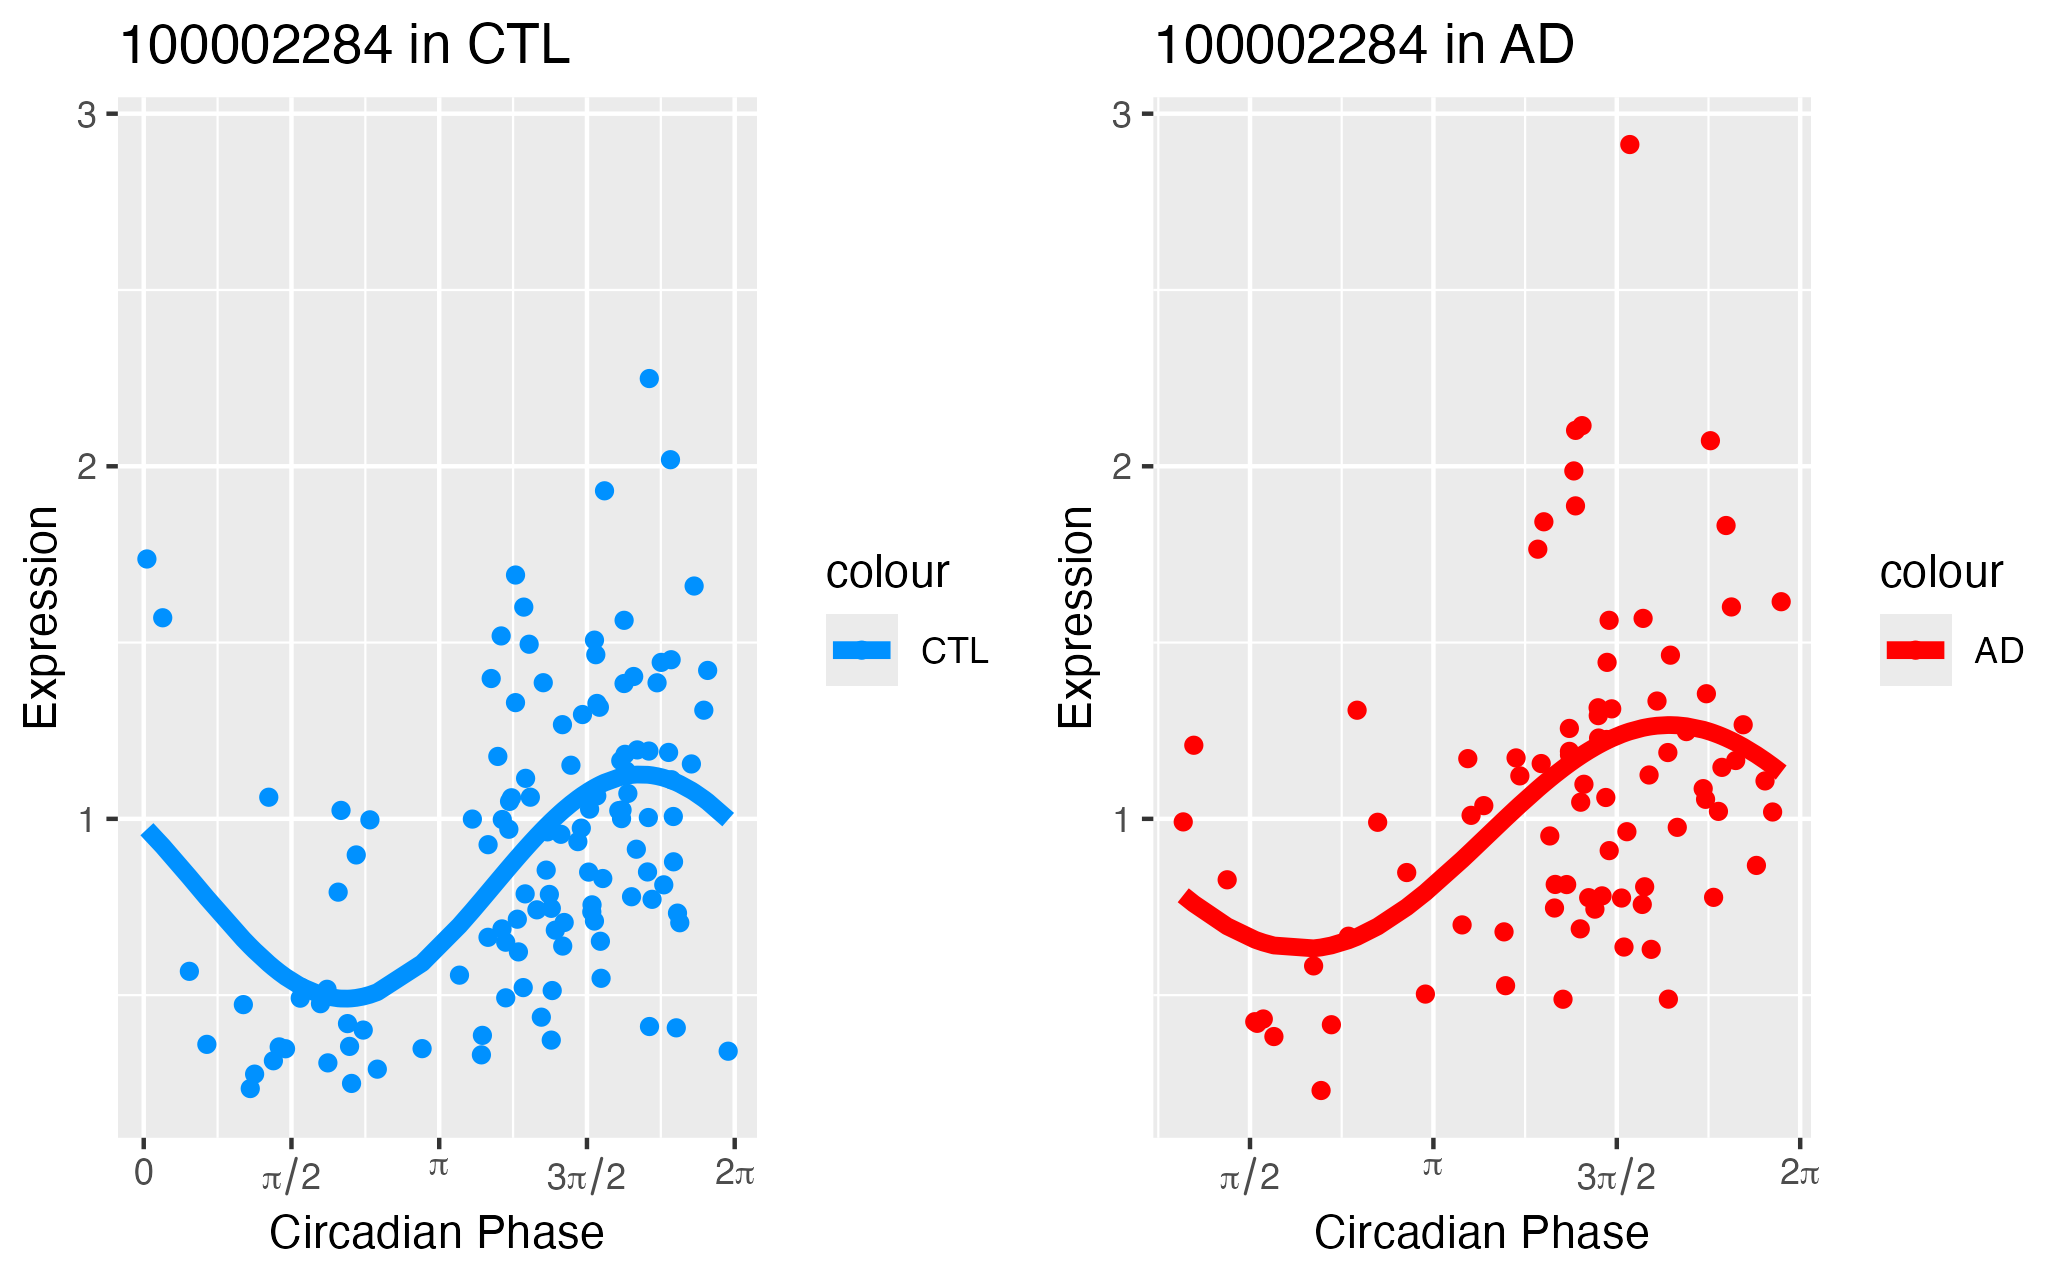 100002284 in CTL
3
2
1
Expression
0
π/2
π
3π/2
2π
Circadian Phase
colour
CTL
100002284 in AD
3
2
1
Expression
π/2
π
3π/2
2π
Circadian Phase
colour
AD